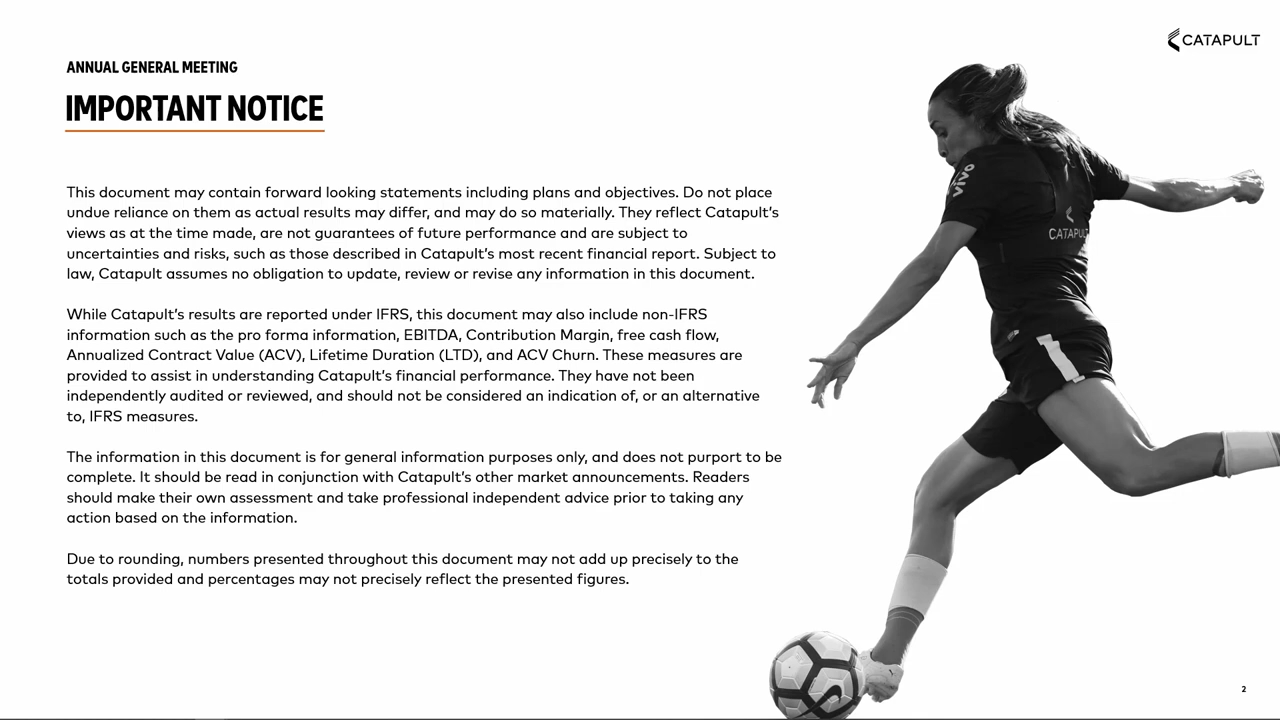 CATAPULT
ANNUAL GENERAL MEETING
IMPORTANT NOTICE
This document may contain forward looking statements including plans and objectives. Do not place
undue reliance on them as actual results may differ, and may do so materially. They reflect Catapult's
views as at the time made, are not guarantees of future performance and are subject to
uncertainties and risks, such as those described in Catapult's most recent financial report. Subject to
law, Catapult assumes no obligation to update, review or revise any information in this document.
While Catapult's results are reported under IFRS, this document may also include non-IFRS
information such as the pro forma information, EBITDA, Contribution Margin, free cash flow,
Annualized Contract Value (ACV), Lifetime Duration (LTD), and ACV Churn. These measures are
provided to assist in understanding Catapult's financial performance. They have not been
independently audited or reviewed, and should not be considered an indication of, or an alternative
to, IFRS measures.
The information in this document is for general information purposes only, and does not purport to be
complete. It should be read in conjunction with Catapult's other market announcements. Readers
should make their own assessment and take professional independent advice prior to taking any
action based on the information.
Due to rounding, numbers presented throughout this document may not add up precisely to the
totals provided and percentages may not precisely reflect the presented figures.
vivo
CATAPULT
2